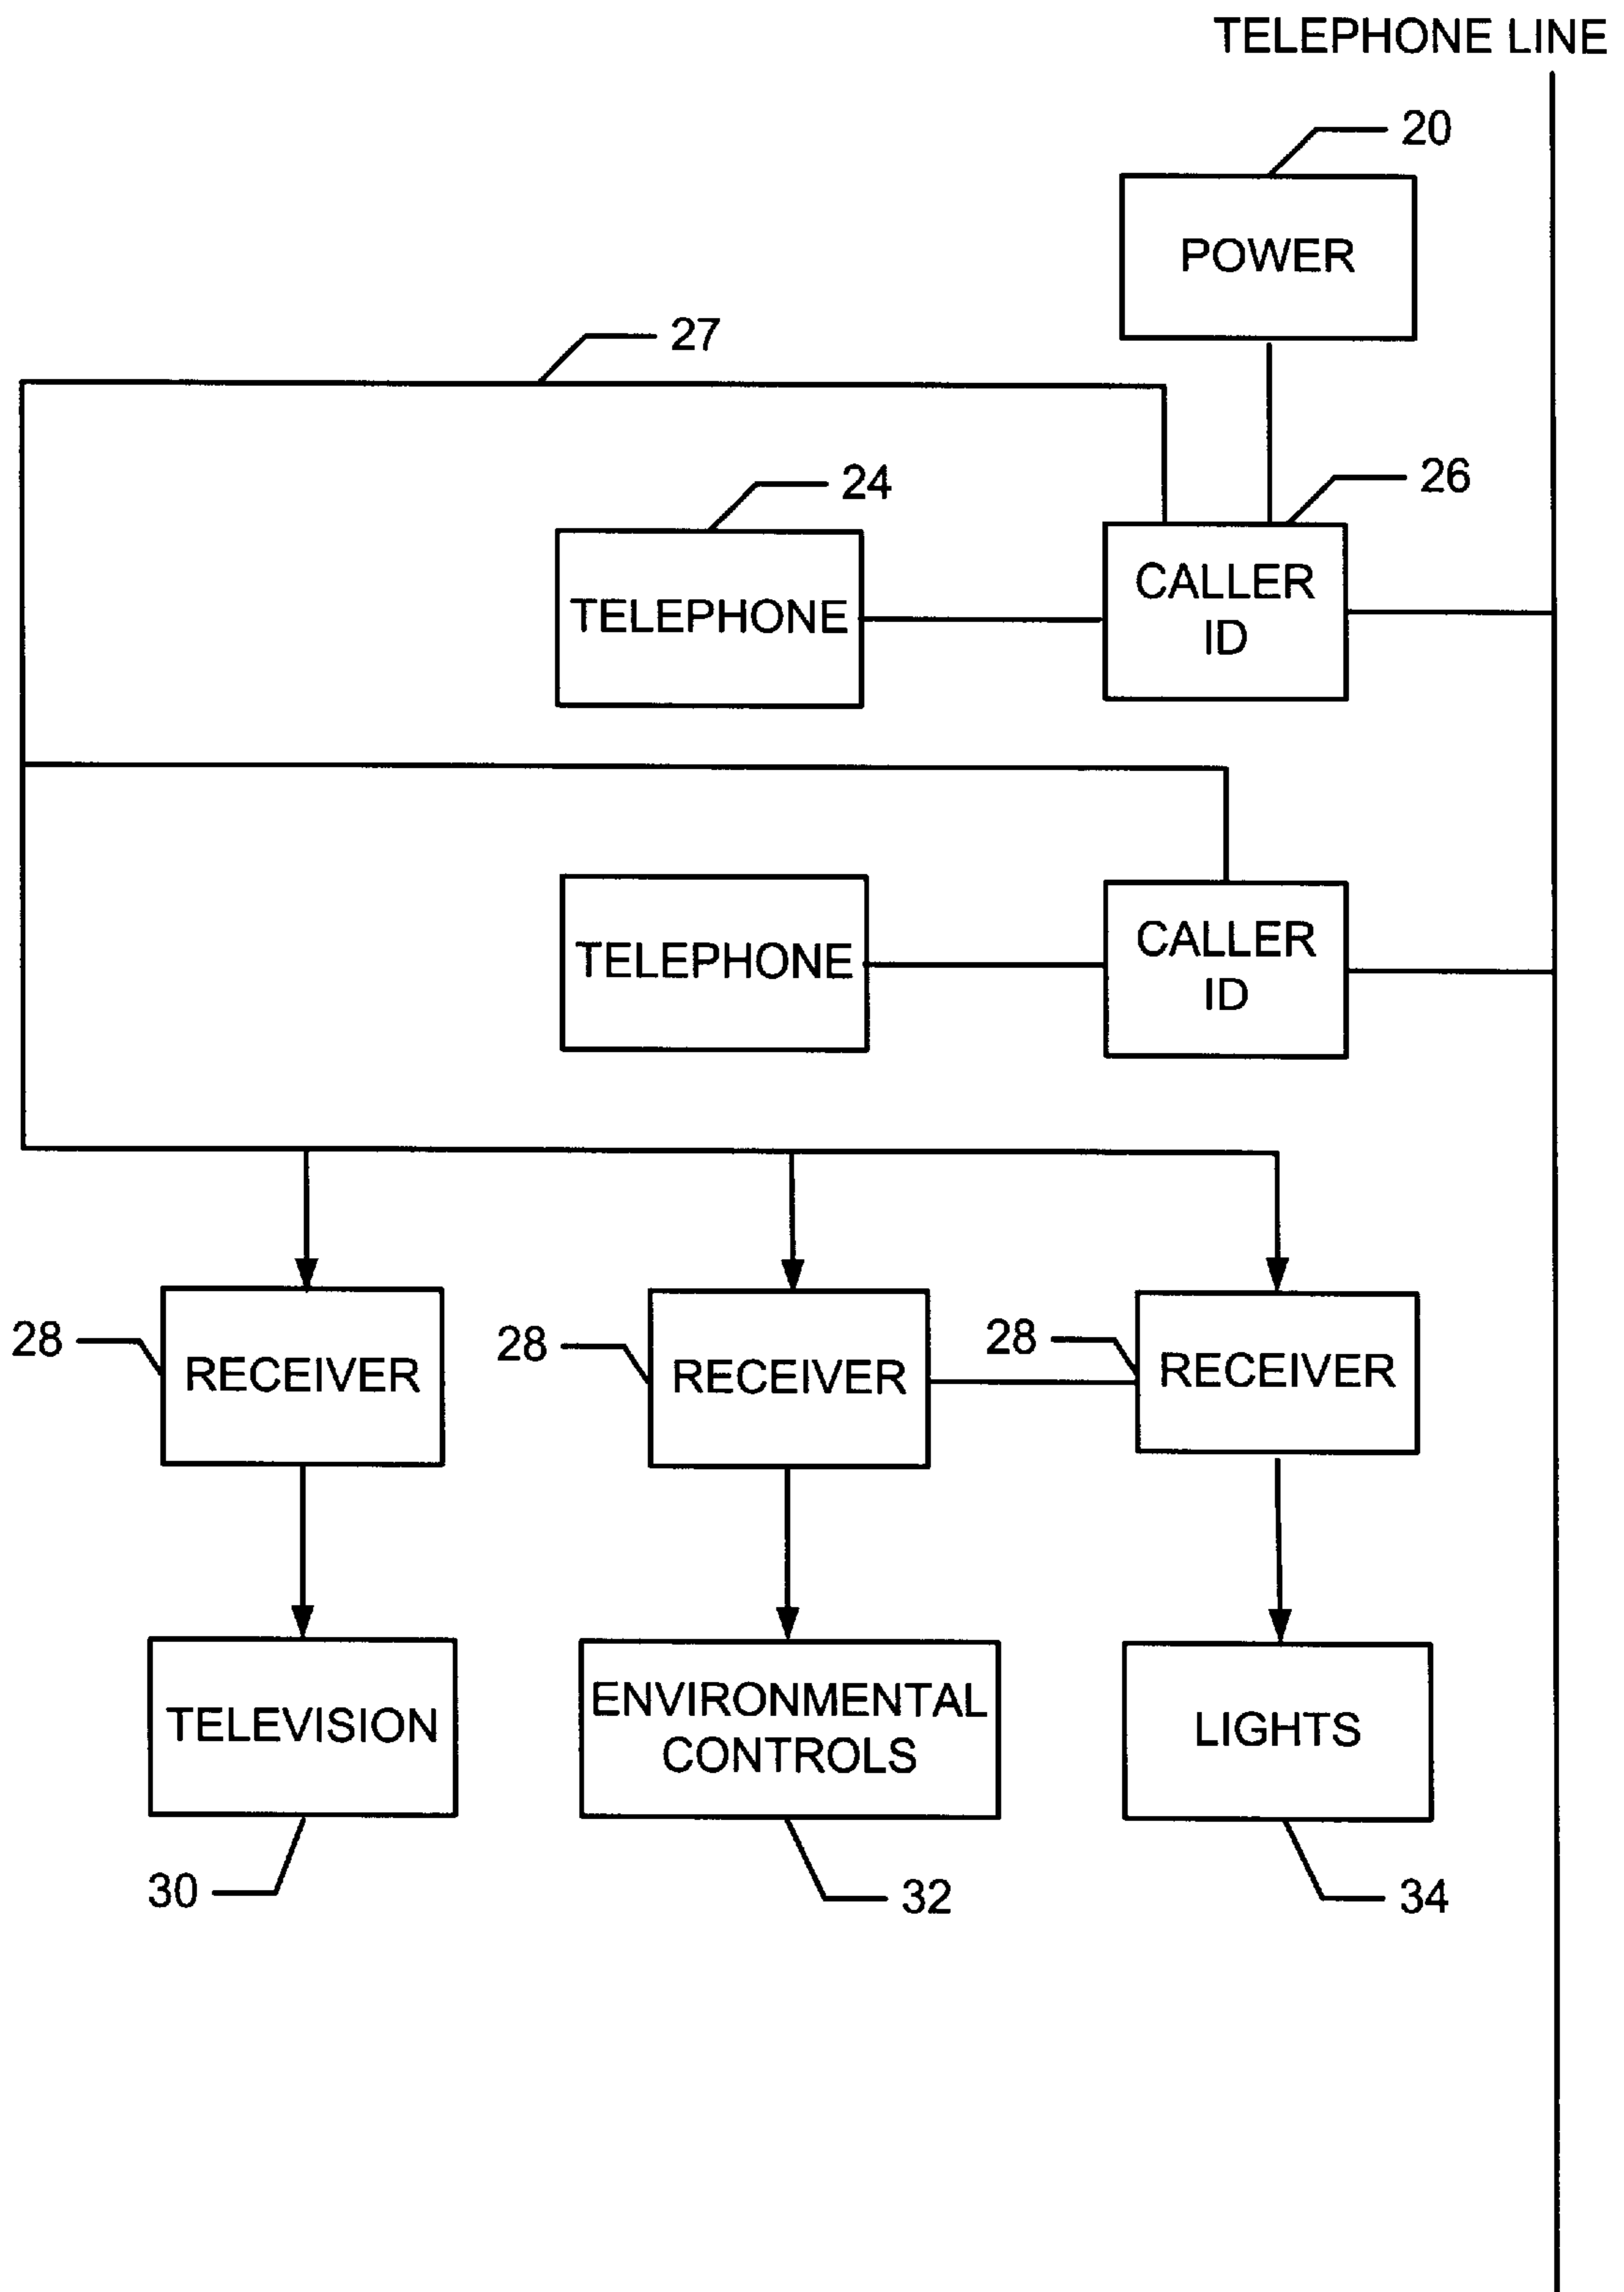 TELEPHONE LINE
20
POWER
27
24
26
TELEPHONE
CALLER
ID
TELEPHONE
CALLER
ID
28
RECEIVER
28
RECEIVER
28
RECEIVER
TELEVISION
ENVIRONMENTAL
CONTROLS
LIGHTS
30
32
34